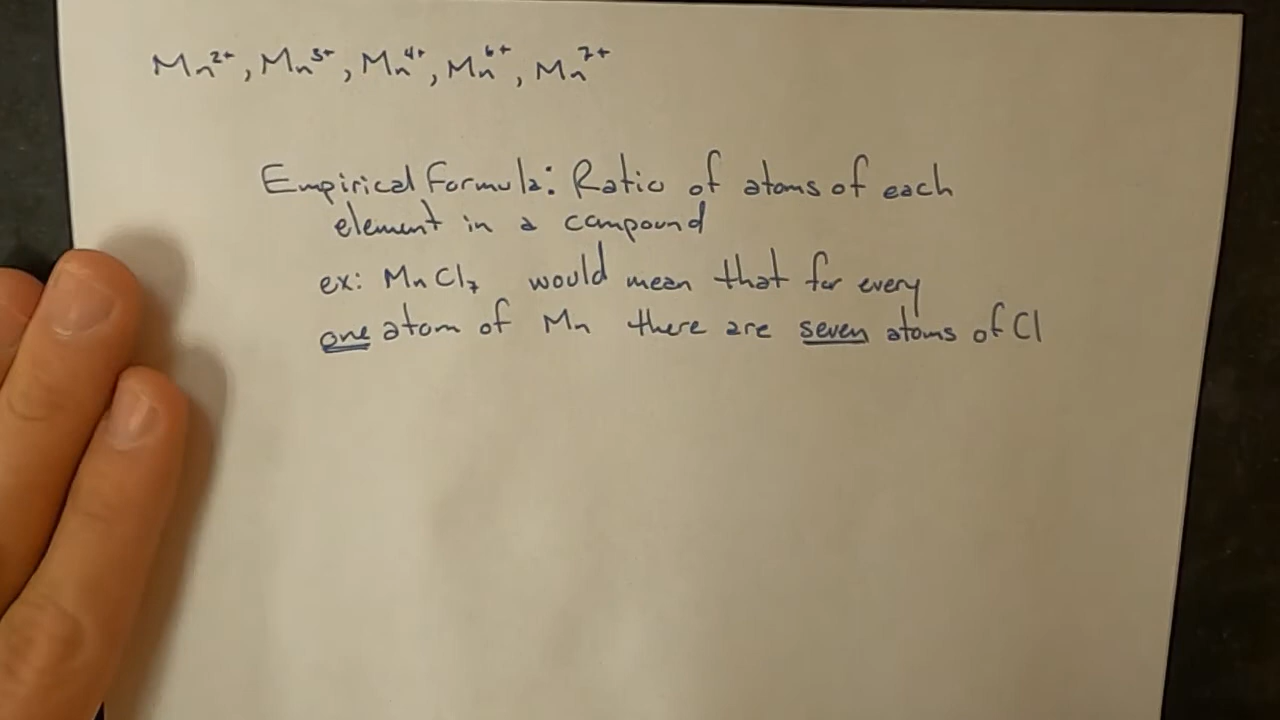 Mn²⁺, Mn³⁺, Mn⁴⁺, Mn⁶⁺, Mn⁷⁺
Empirical Formula: Ratio of atoms of each
element in a compound
ex: MnCl₇ would mean that for every
one atom of Mn there are seven atoms of Cl